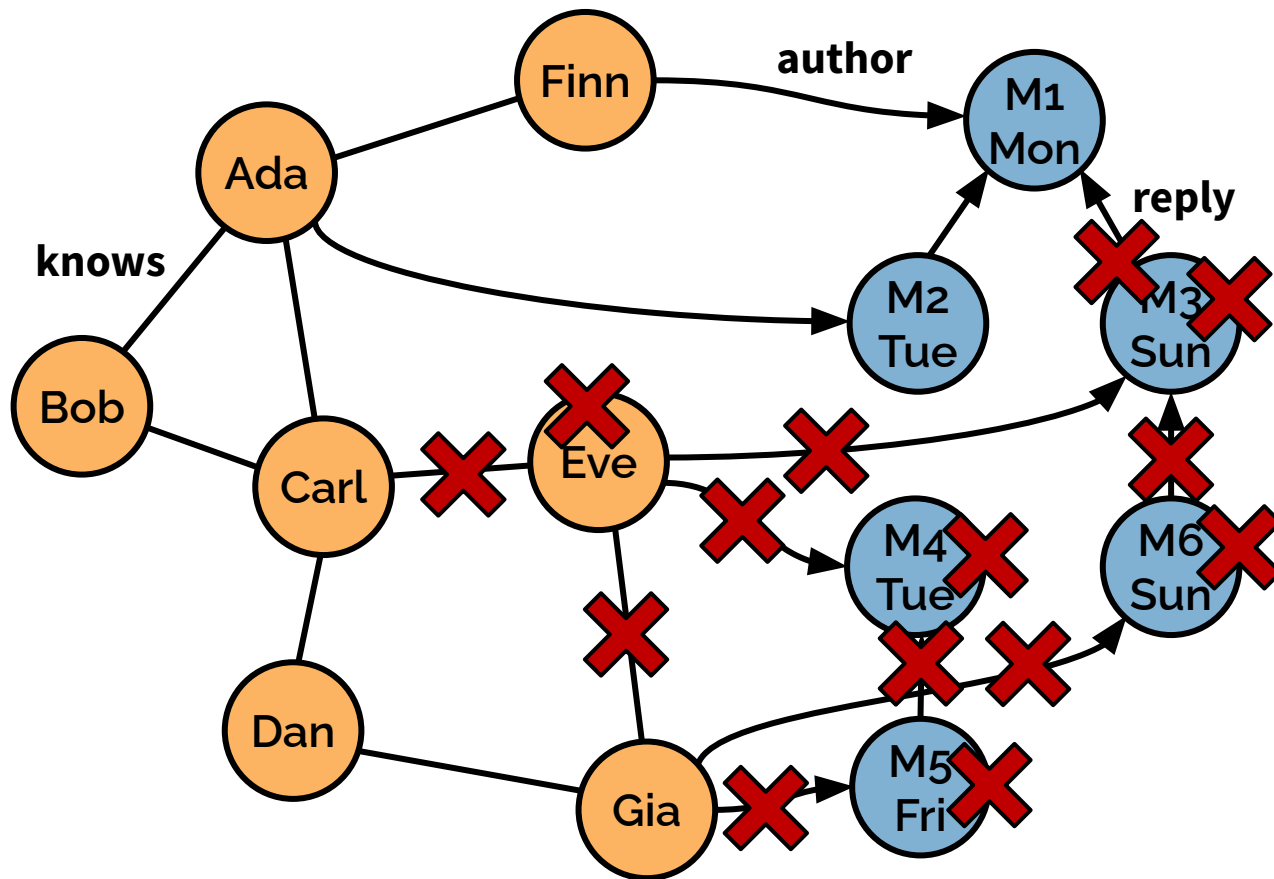 Finn
author
M1
Mon
Ada
reply
knows
M2
Tue
M3
Sun
Bob
Eve
Carl
M4
Tue
M6
Sun
Dan
M5
Fri
Gia